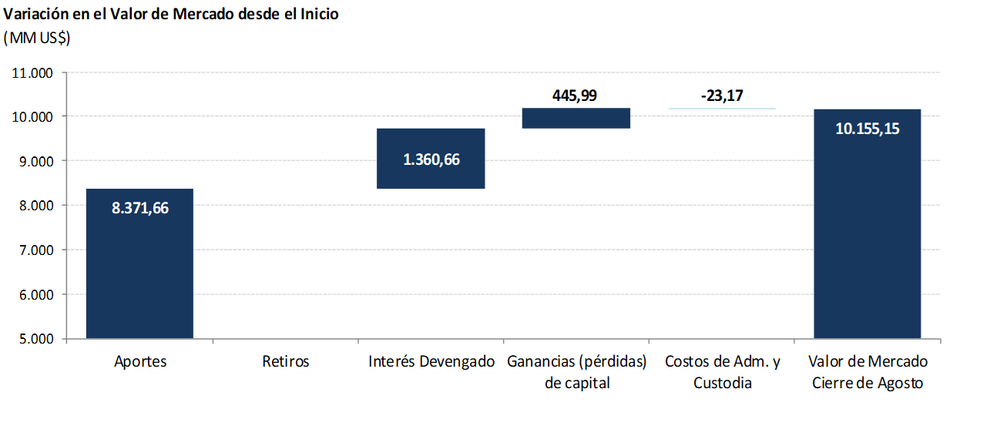 Variación en el Valor de Mercado desde el Inicio
(MM US$)
11.000
10.000
9.000
8.000
7.000
6.000
5.000
8.371,66
1.360,66
445,99
-23,17
10.155,15
Aportes
Retiros
Interés Devengado
Ganancias (pérdidas)
de capital
Costos de Adm. y
Custodia
Valor de Mercado
Cierre de Agosto